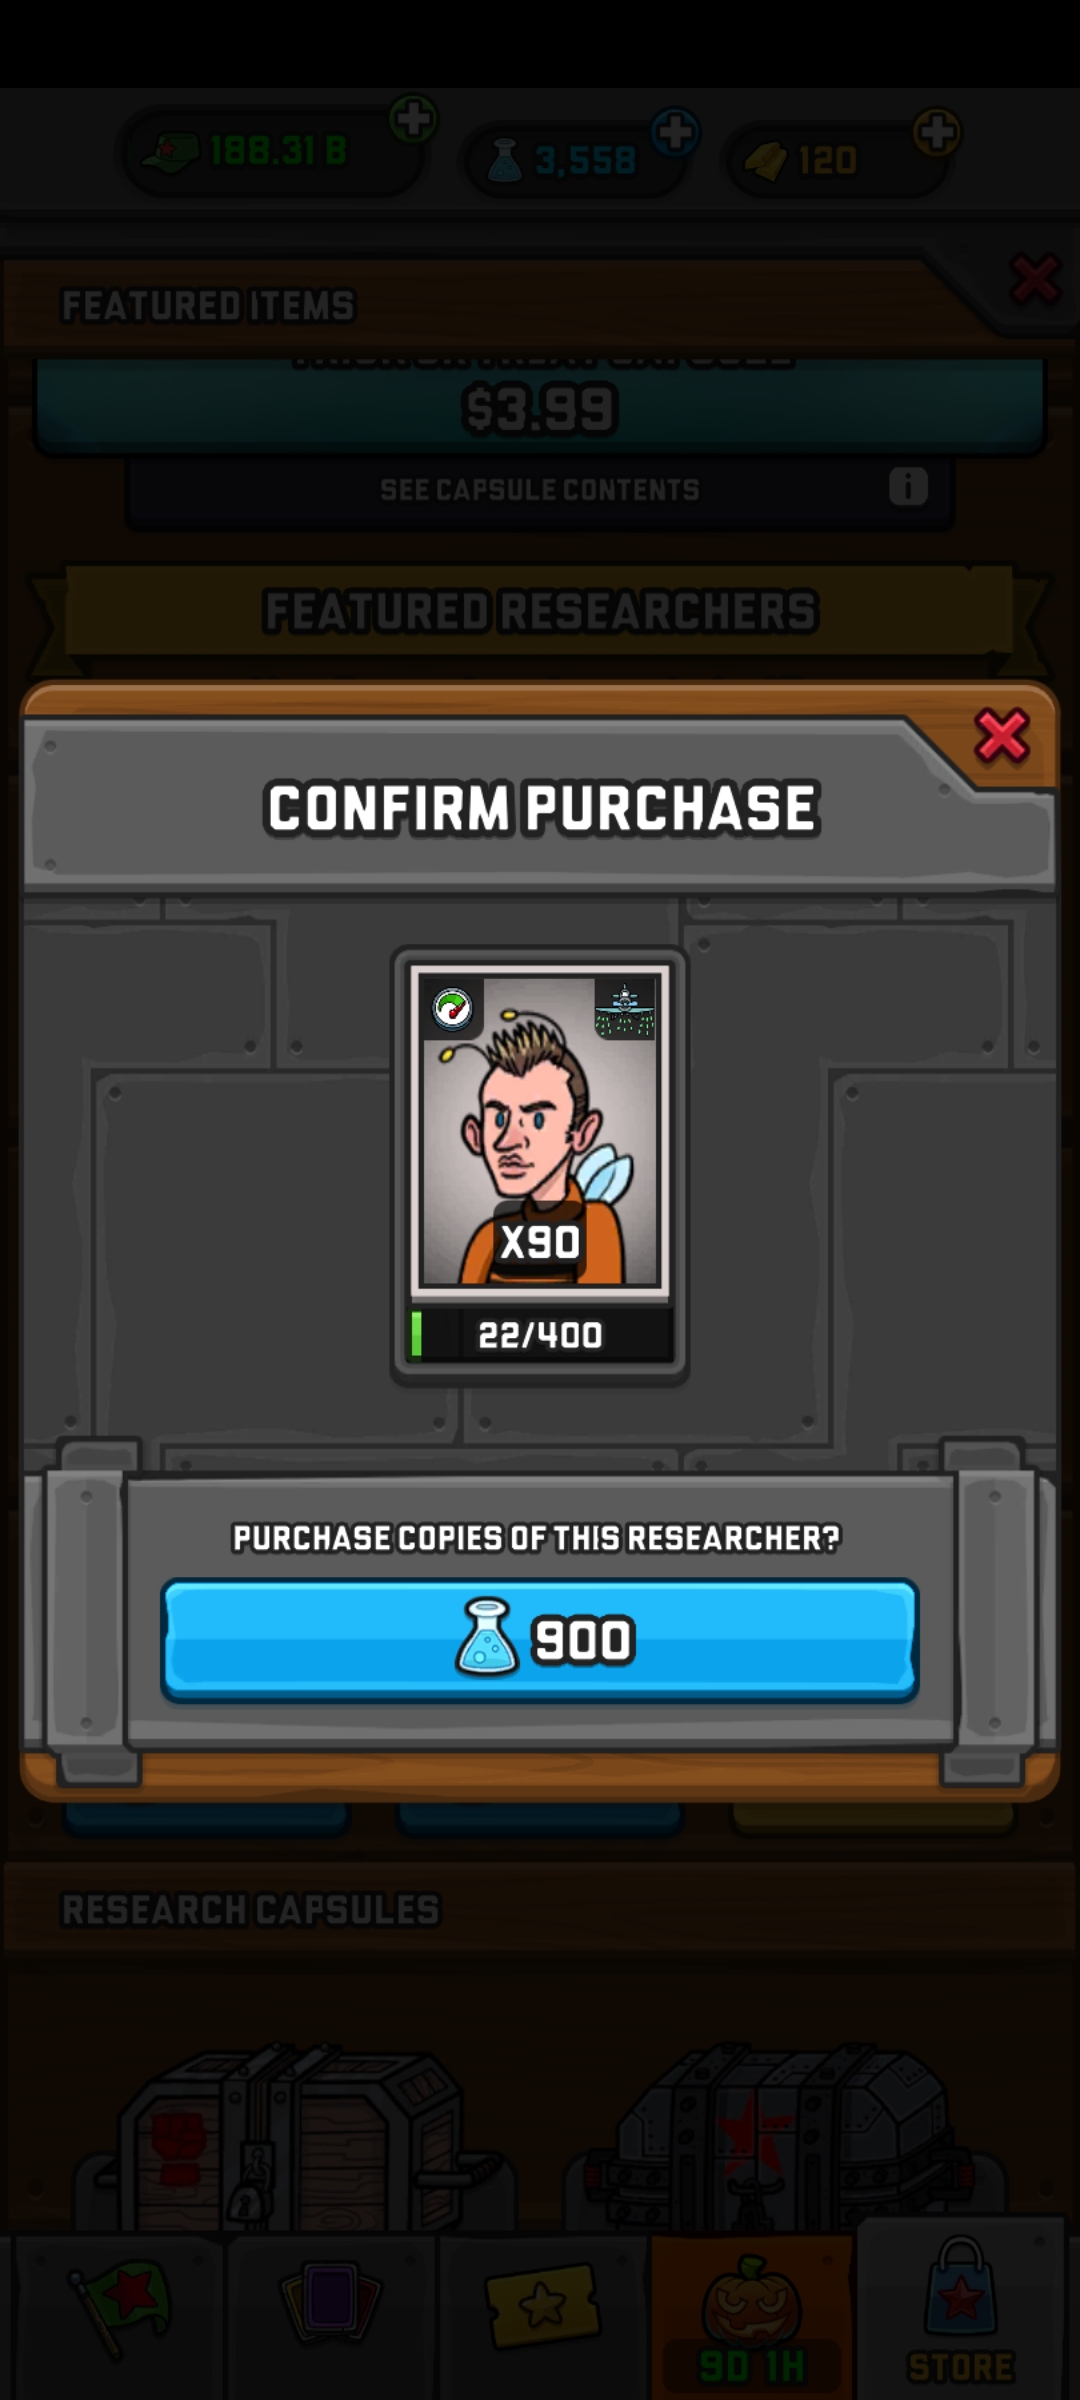 188.31 B
3,558
120
FEATURED ITEMS
$3.99
SEE CAPSULE CONTENTS
FEATURED RESEARCHERS
CONFIRM PURCHASE
X90
22/400
PURCHASE COPIES OF THIS RESEARCHER?
900
RESEARCH CAPSULES
9D 1H
STORE